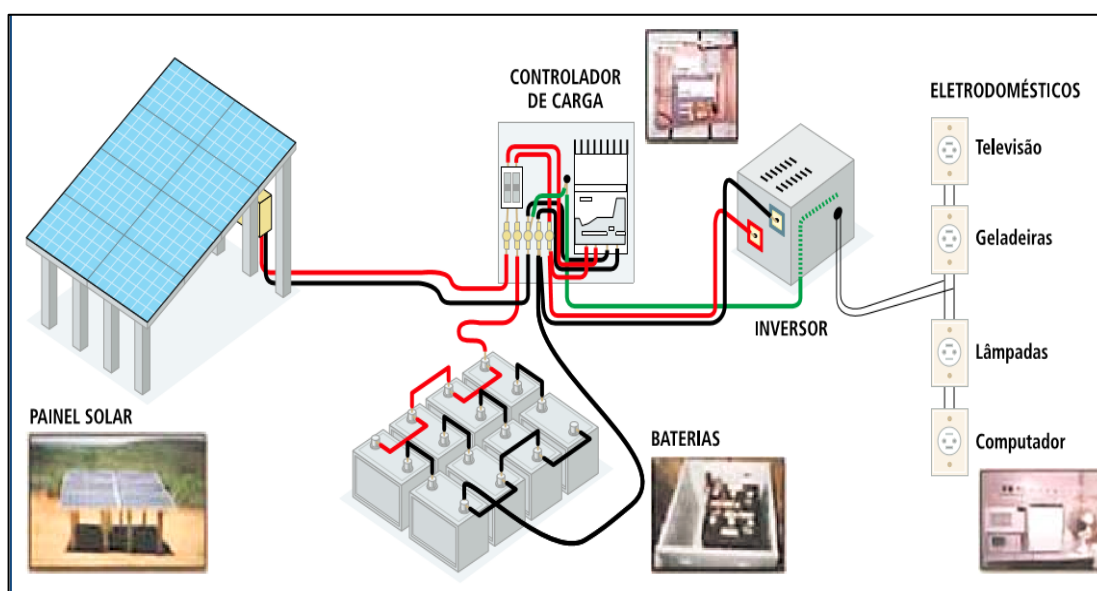 CONTROLADOR
DE CARGA
ELETRODOMÉSTICOS
Televisão
Geladeiras
INVERSOR
Lâmpadas
PAINEL SOLAR
BATERIAS
Computador